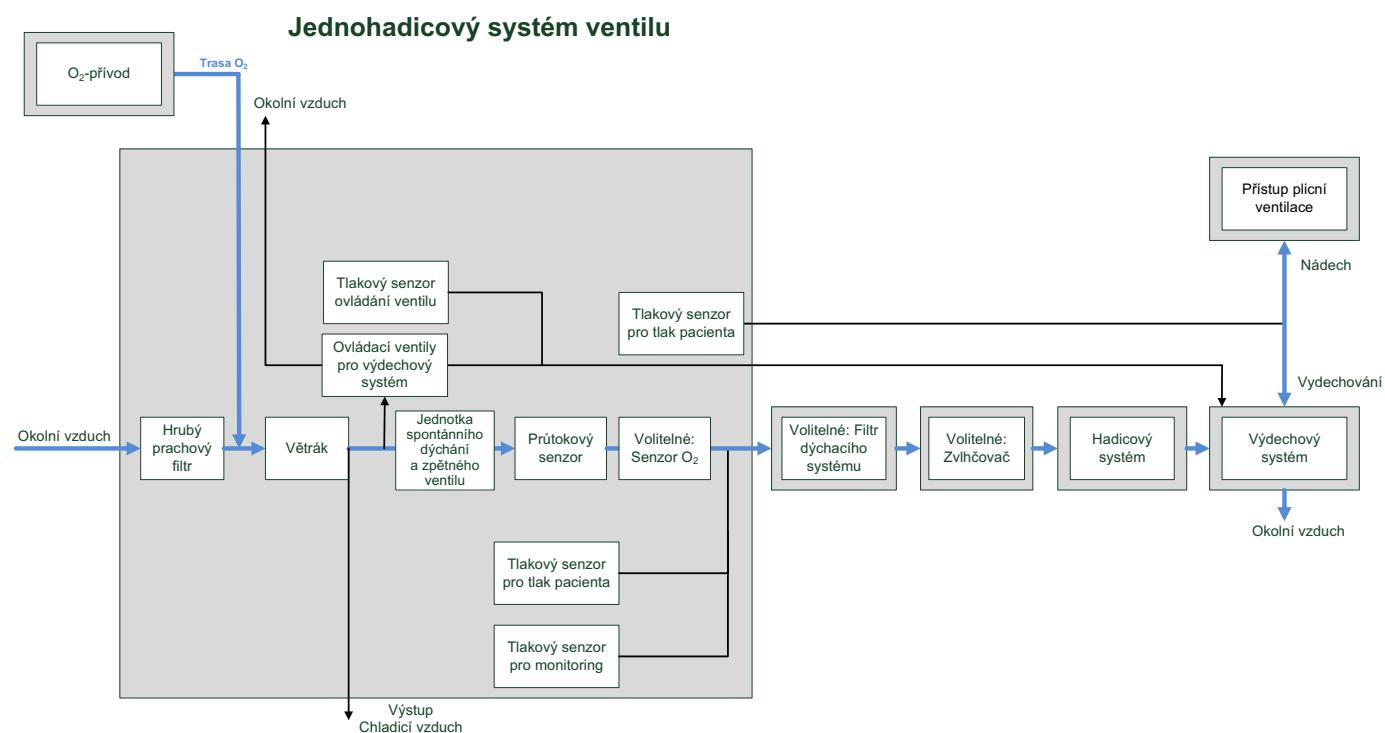 Jednohadicový systém ventilu
O₂-přívod
Trasa O₂
Okolní vzduch
Přístup plicní
ventilace
Nádech
Tlakový senzor
ovládání ventilu
Tlakový senzor
pro tlak pacienta
Ovládací ventily
pro výdechový
systém
Vydechování
Okolní vzduch
Hrubý
prachový
filtr
Větrák
Jednotka
spontánního
dýchání
a zpětného
ventilu
Průtokový
senzor
Volitelné:
Senzor O₂
Volitelné: Filtr
dýchacího
systému
Volitelné:
Zvlhčovač
Hadicový
systém
Výdechový
systém
Okolní vzduch
Tlakový senzor
pro tlak pacienta
Tlakový senzor
pro monitoring
Výstup
Chladicí vzduch